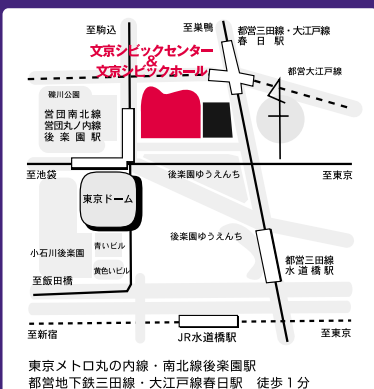 至駒込
至巣鴨
都営三田線・大江戸線
春日駅
文京シビックセンター
&
文京シビックホール
都営大江戸線
礫川公園
営団南北線
営団丸ノ内線
後楽園駅
至池袋
後楽園ゆうえんち
至東京
東京ドーム
後楽園ゆうえんち
小石川後楽園
青いビル
黄色いビル
都営三田線
水道橋駅
至飯田橋
至新宿
JR水道橋駅
至東京
東京メトロ丸の内線・南北線後楽園駅
都営地下鉄三田線・大江戸線春日駅　徒歩1分